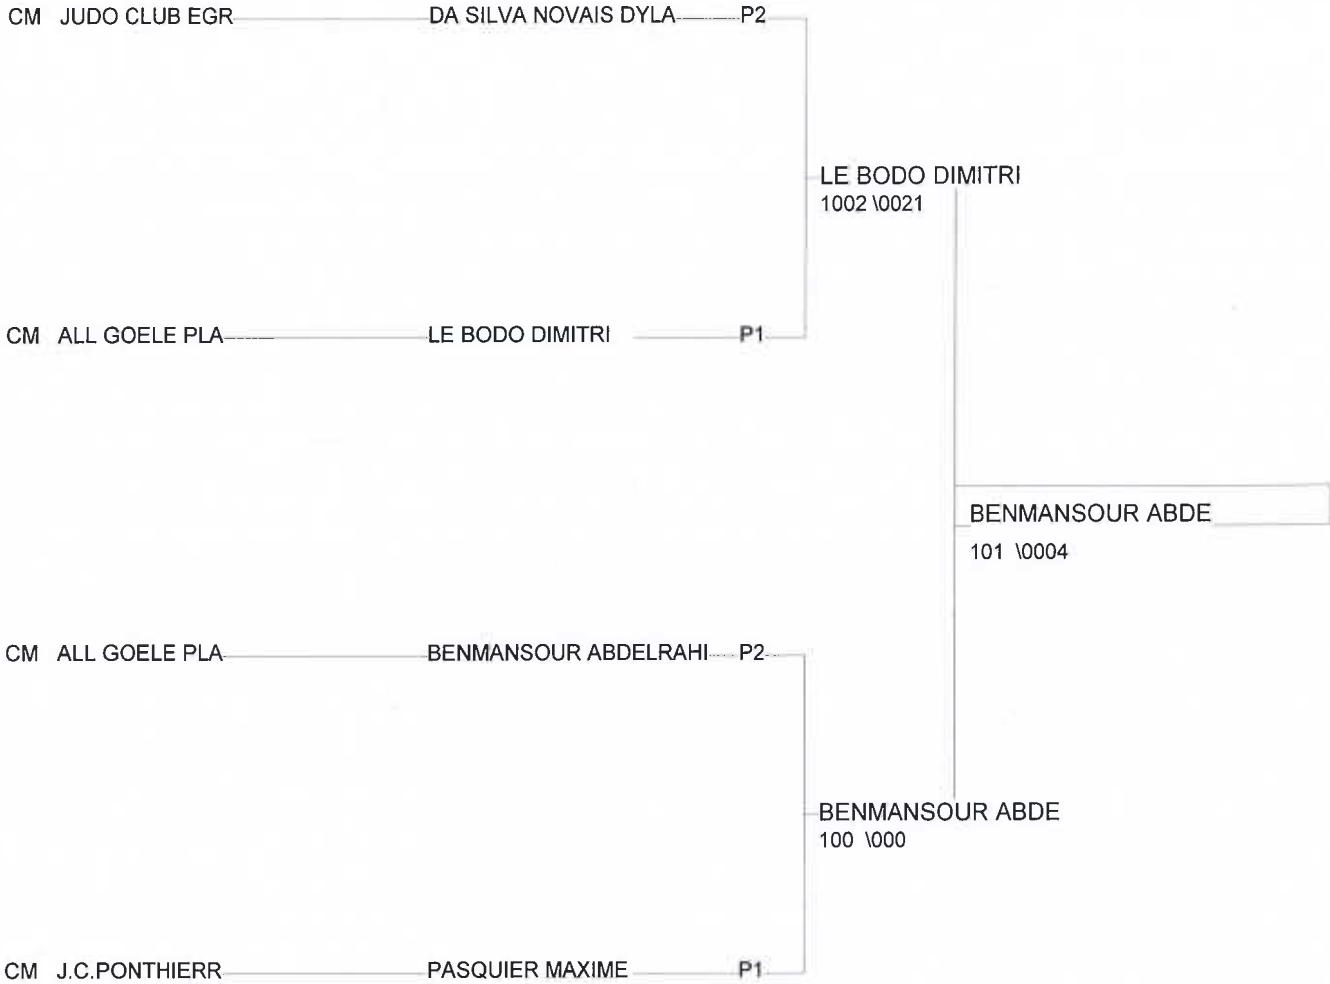 CM JUDO CLUB EGR DA SILVA NOVAIS DYLA P2
LE BODO DIMITRI
1002 \0021
CM ALL GOELE PLA LE BODO DIMITRI P1
BENMANSOUR ABDE
101 \0004
CM ALL GOELE PLA BENMANSOUR ABDELRAHI P2
BENMANSOUR ABDE
100 \000
CM J.C.PONTHIERR PASQUIER MAXIME P1